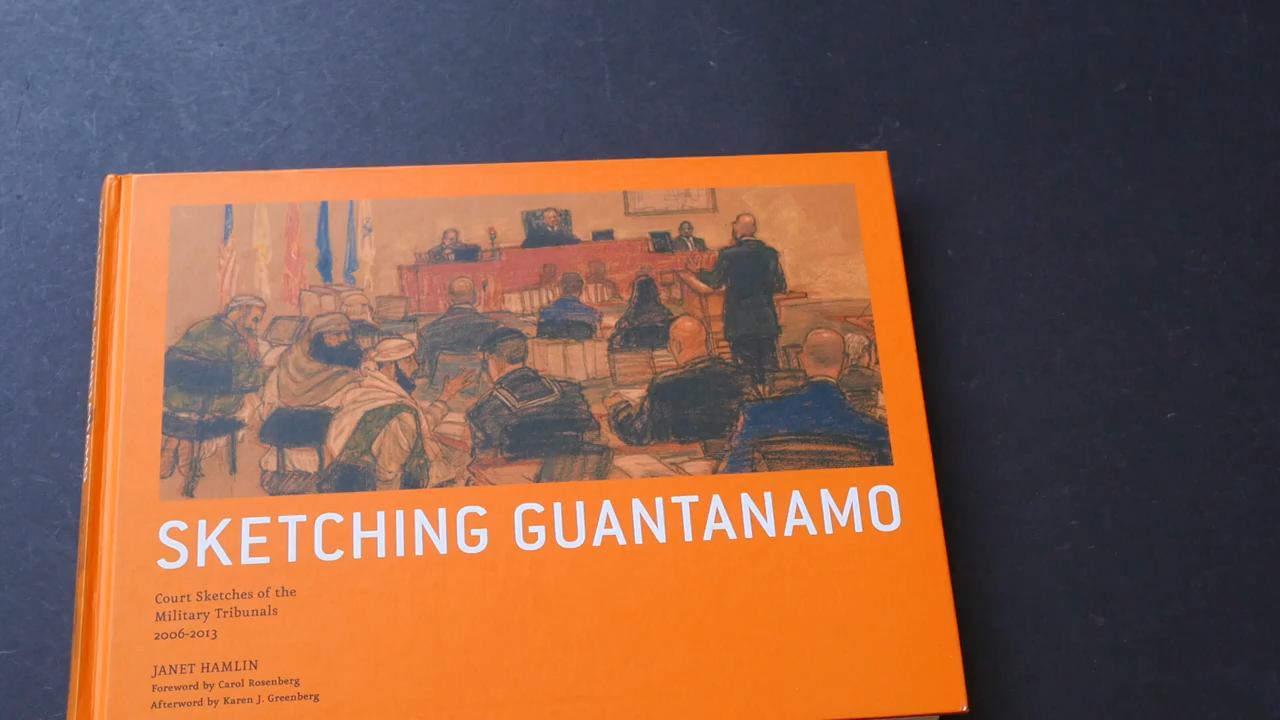 SKETCHING GUANTANAMO
Court Sketches of the
Military Tribunals
2006-2013
JANET HAMLIN
Foreword by Carol Rosenberg
Afterword by Karen J. Greenberg